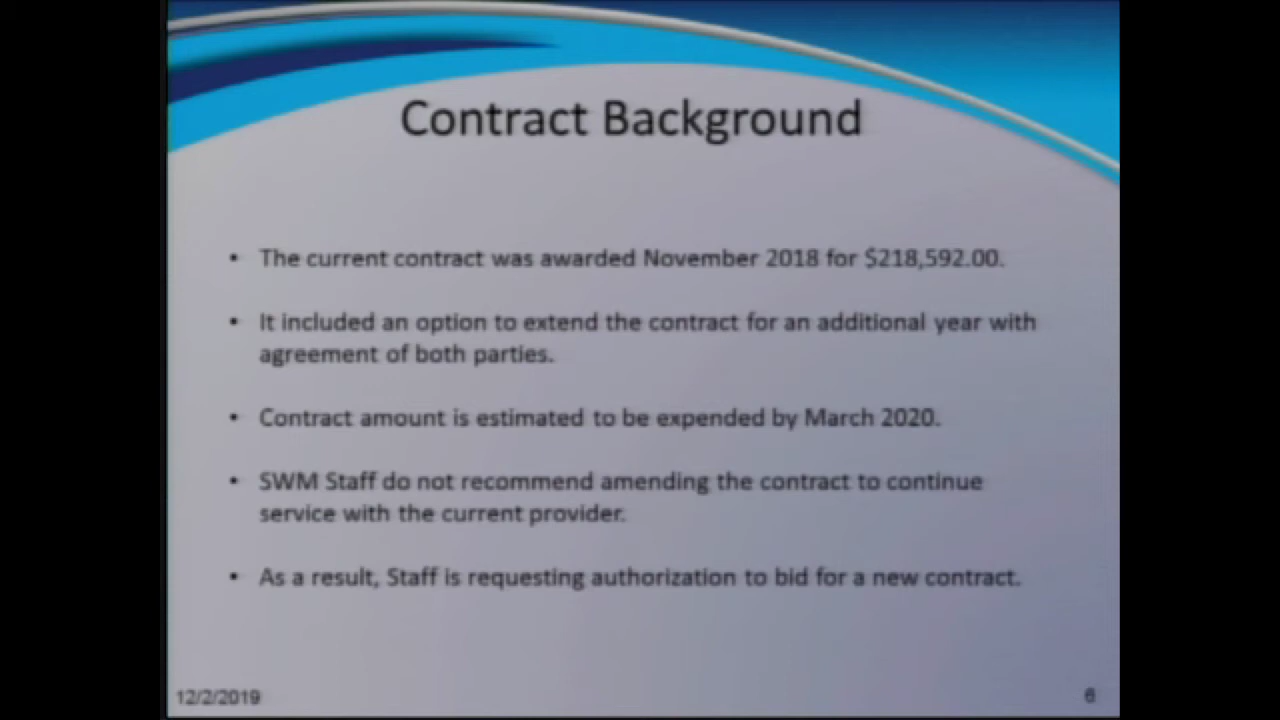 Contract Background
• The current contract was awarded November 2018 for $218,592.00.
• It included an option to extend the contract for an additional year with
agreement of both parties.
• Contract amount is estimated to be expended by March 2020.
• SWM Staff do not recommend amending the contract to continue
service with the current provider.
• As a result, Staff is requesting authorization to bid for a new contract.
12/2/2019
6